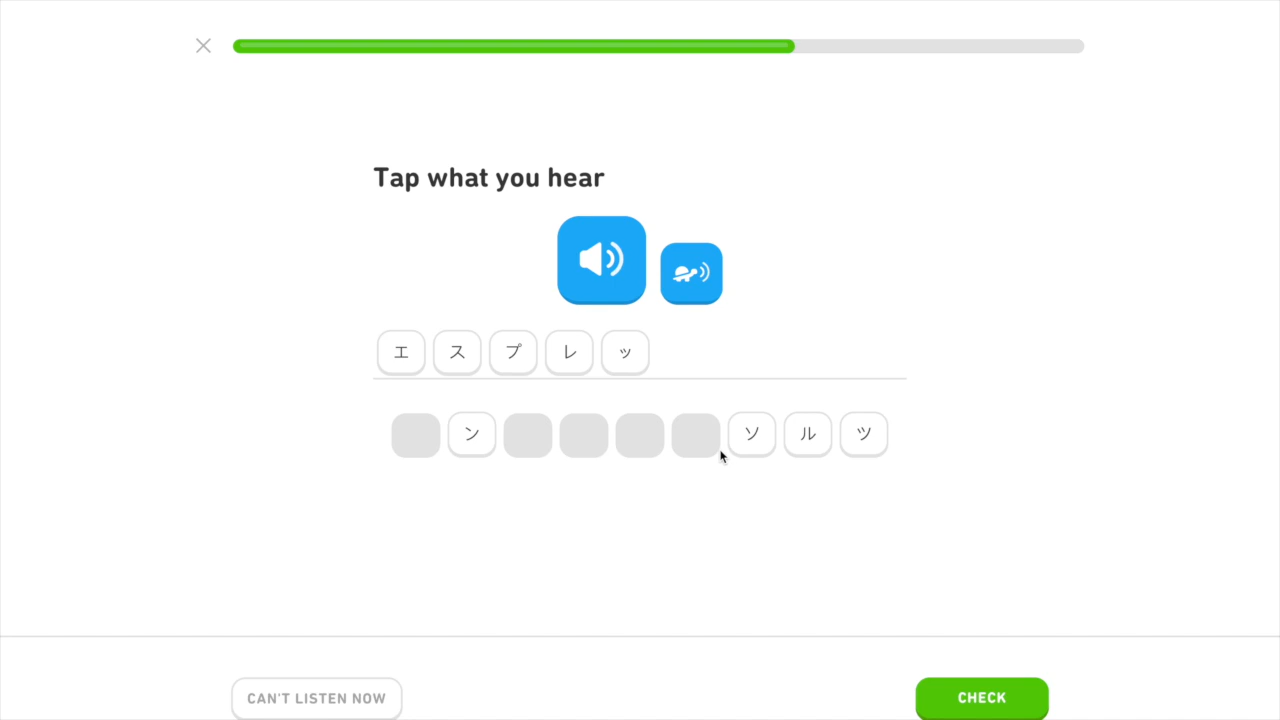 Tap what you hear
エ ス プ レ ッ
ン ソ ル ツ
CAN'T LISTEN NOW
CHECK